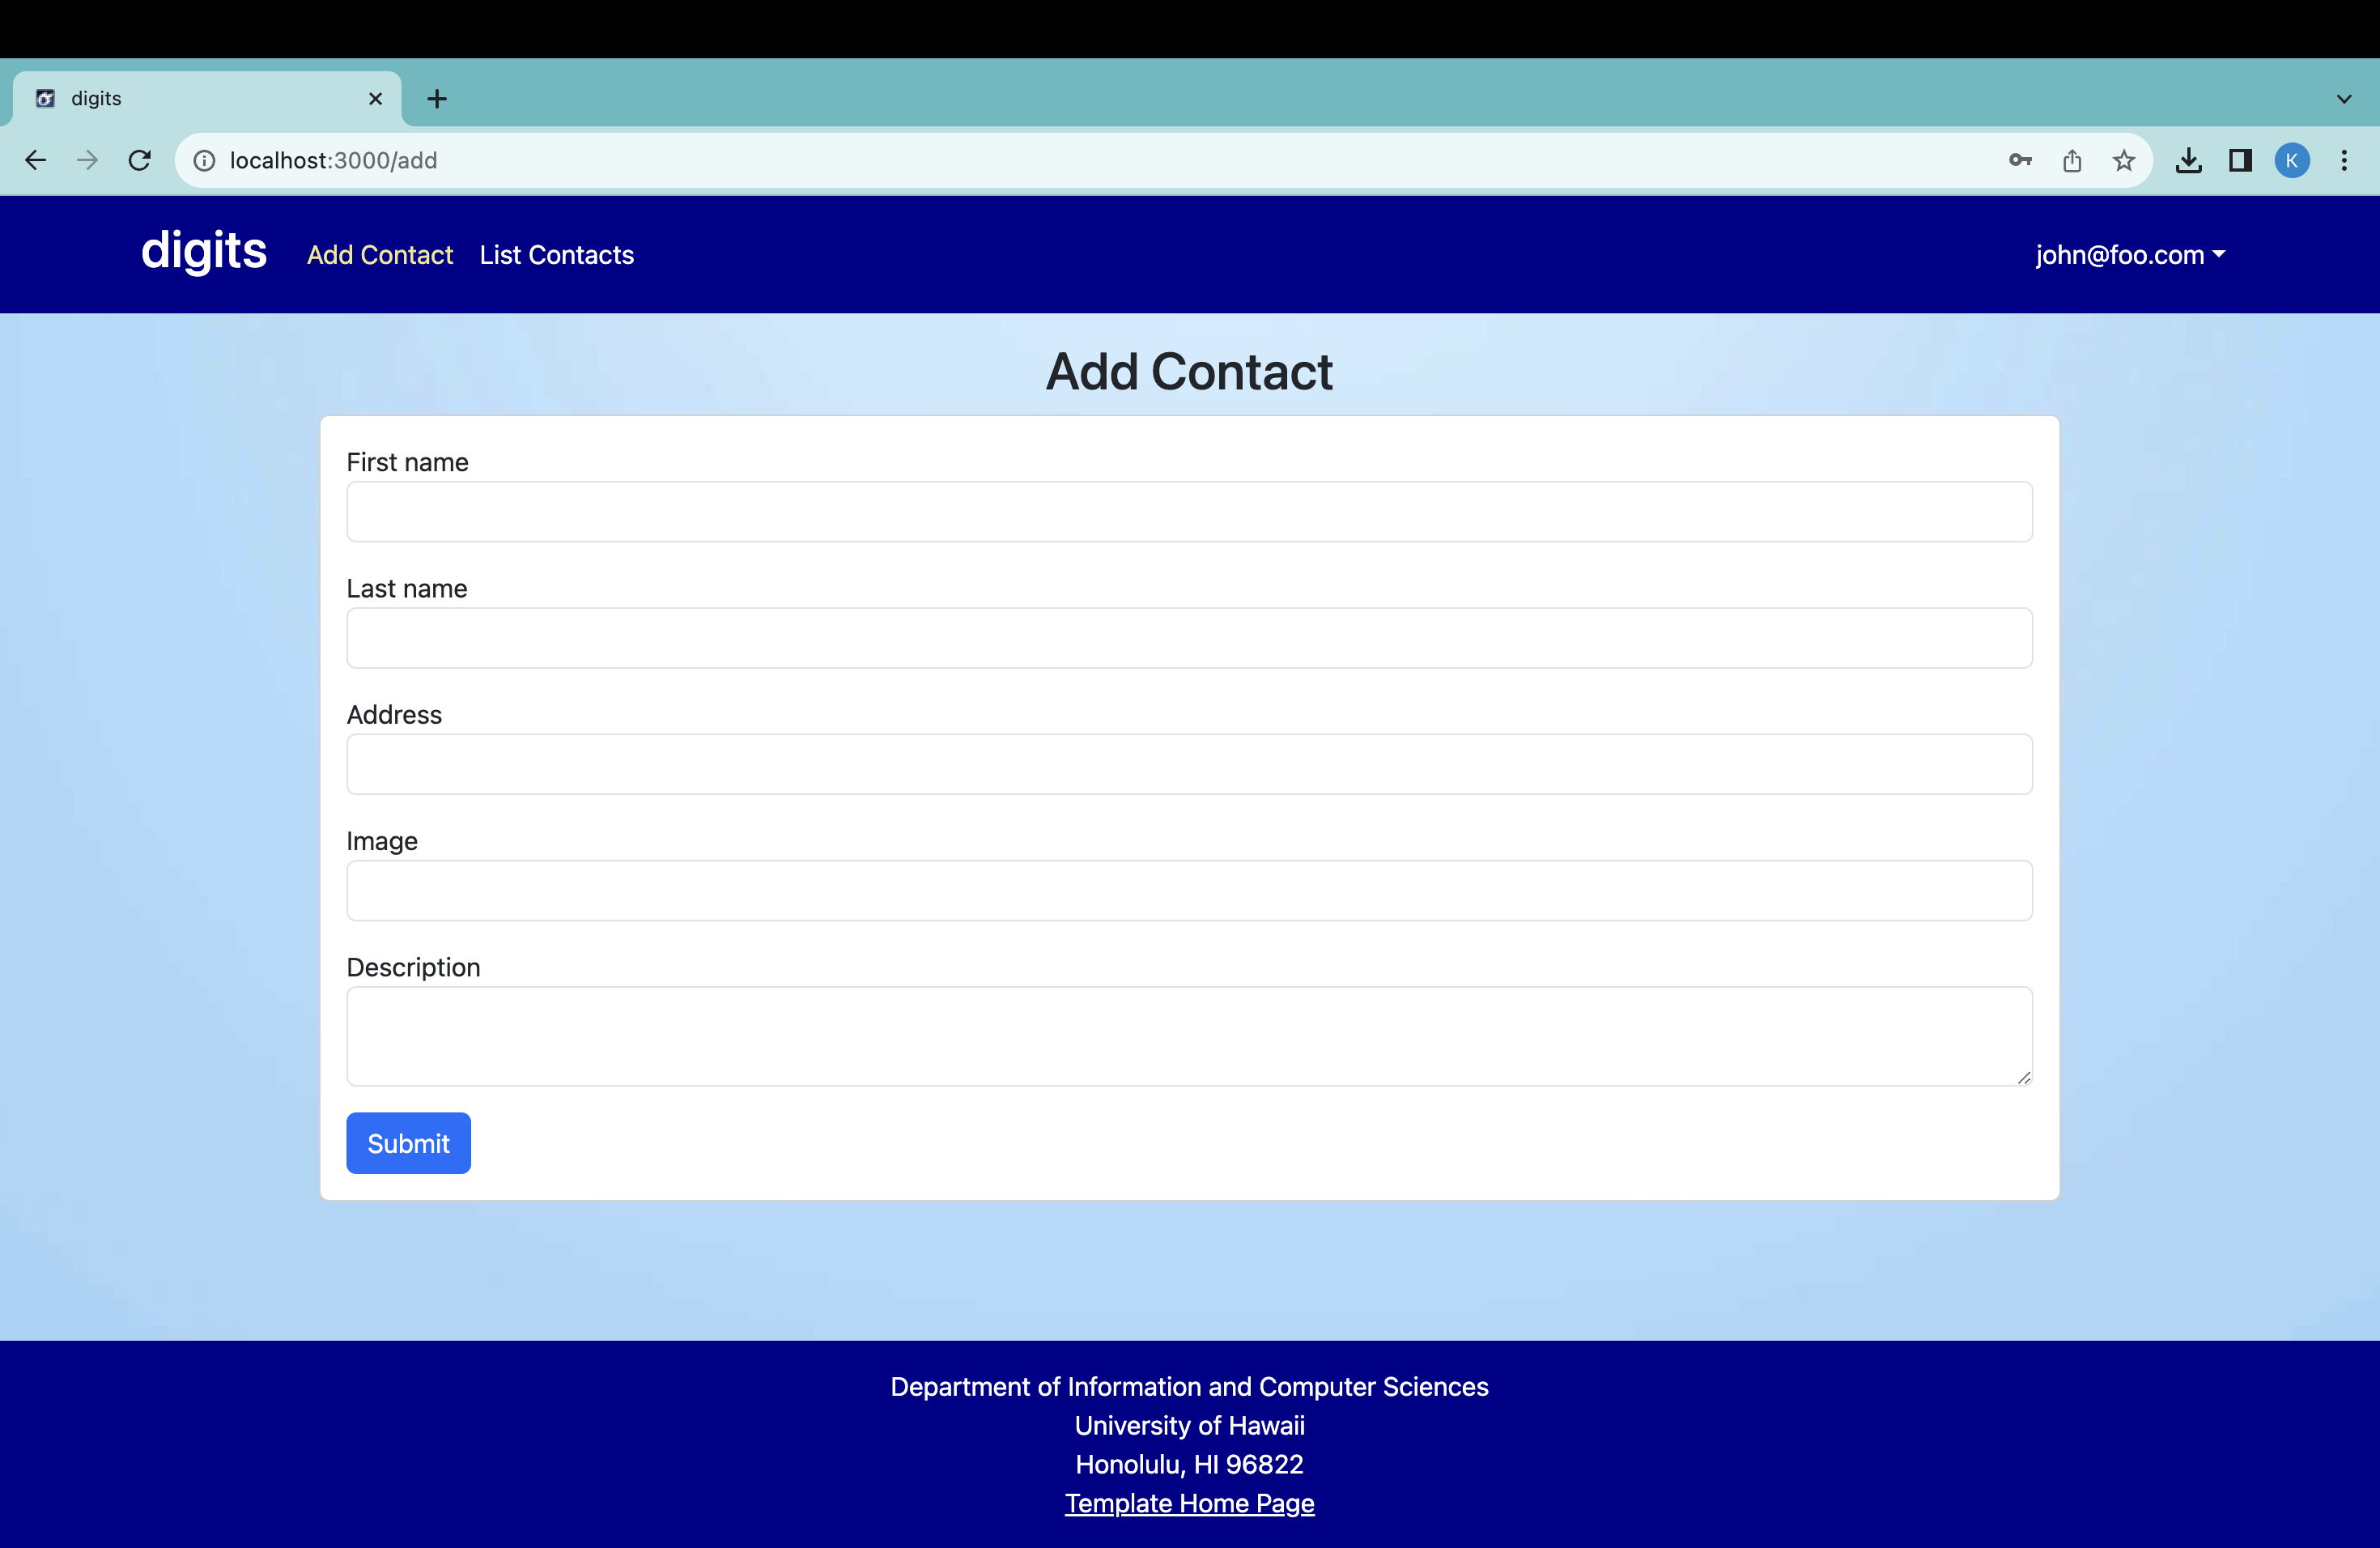 digits
localhost:3000/add
K
digits Add Contact List Contacts john@foo.com
Add Contact
First name
Last name
Address
Image
Description
Submit
Department of Information and Computer Sciences
University of Hawaii
Honolulu, HI 96822
Template Home Page